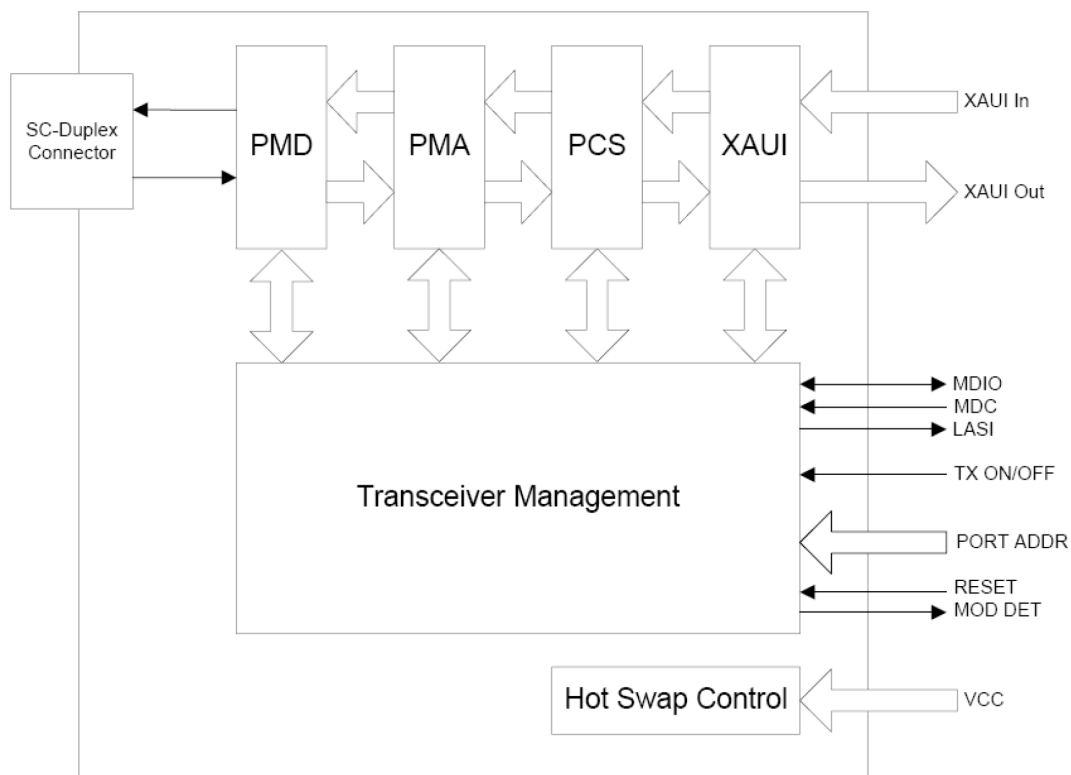 SC-Duplex
Connector
PMD
PMA
PCS
XAUI
XAUI In
XAUI Out
Transceiver Management
MDIO
MDC
LASI
TX ON/OFF
PORT ADDR
RESET
MOD DET
Hot Swap Control
VCC